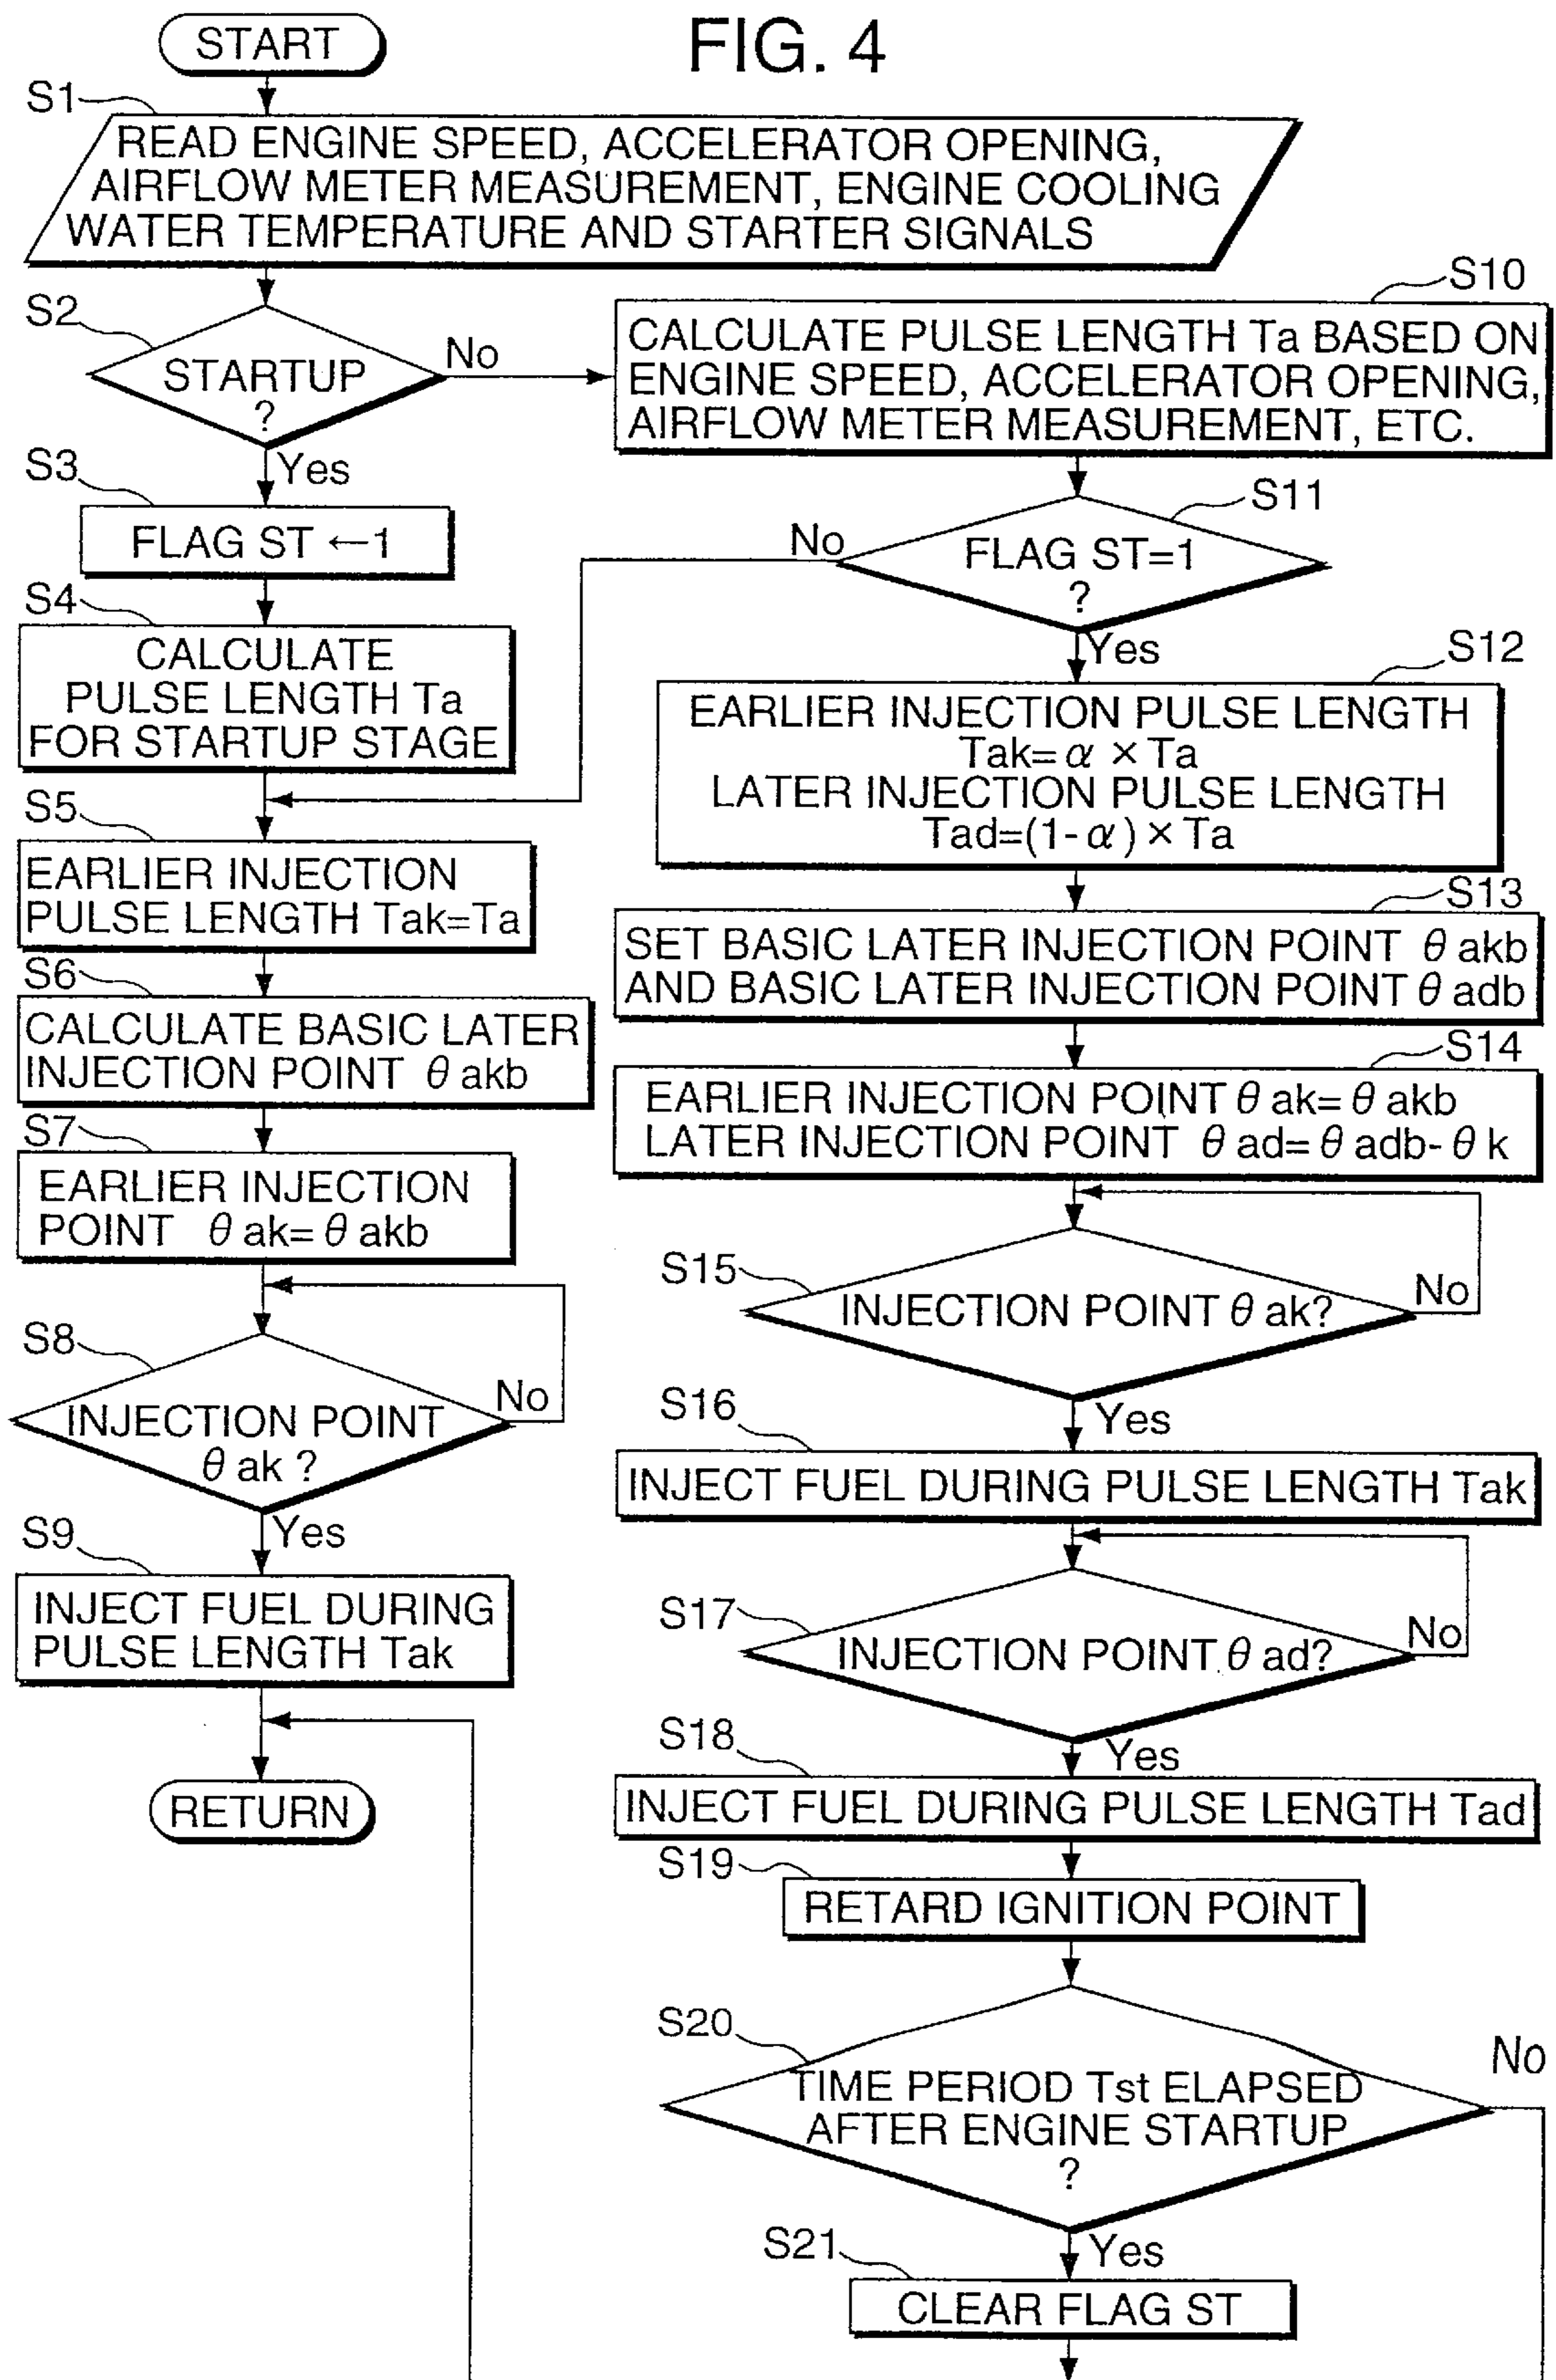 FIG. 4
START
S1
READ ENGINE SPEED, ACCELERATOR OPENING,
AIRFLOW METER MEASUREMENT, ENGINE COOLING
WATER TEMPERATURE AND STARTER SIGNALS
S2
STARTUP
?
No
Yes
S3
FLAG ST ←1
S4
CALCULATE
PULSE LENGTH Ta
FOR STARTUP STAGE
S5
EARLIER INJECTION
PULSE LENGTH Tak=Ta
S6
CALCULATE BASIC LATER
INJECTION POINT θ akb
S7
EARLIER INJECTION
POINT θ ak= θ akb
S8
INJECTION POINT
θ ak ?
No
Yes
S9
INJECT FUEL DURING
PULSE LENGTH Tak
RETURN
S10
CALCULATE PULSE LENGTH Ta BASED ON
ENGINE SPEED, ACCELERATOR OPENING,
AIRFLOW METER MEASUREMENT, ETC.
S11
FLAG ST=1
?
No
Yes
S12
EARLIER INJECTION PULSE LENGTH
Tak= α × Ta
LATER INJECTION PULSE LENGTH
Tad=(1- α ) × Ta
S13
SET BASIC LATER INJECTION POINT θ akb
AND BASIC LATER INJECTION POINT θ adb
S14
EARLIER INJECTION POINT θ ak= θ akb
LATER INJECTION POINT θ ad= θ adb- θ k
S15
INJECTION POINT θ ak?
No
Yes
S16
INJECT FUEL DURING PULSE LENGTH Tak
S17
INJECTION POINT θ ad?
No
Yes
S18
INJECT FUEL DURING PULSE LENGTH Tad
S19
RETARD IGNITION POINT
S20
TIME PERIOD Tst ELAPSED
AFTER ENGINE STARTUP
?
No
Yes
S21
CLEAR FLAG ST